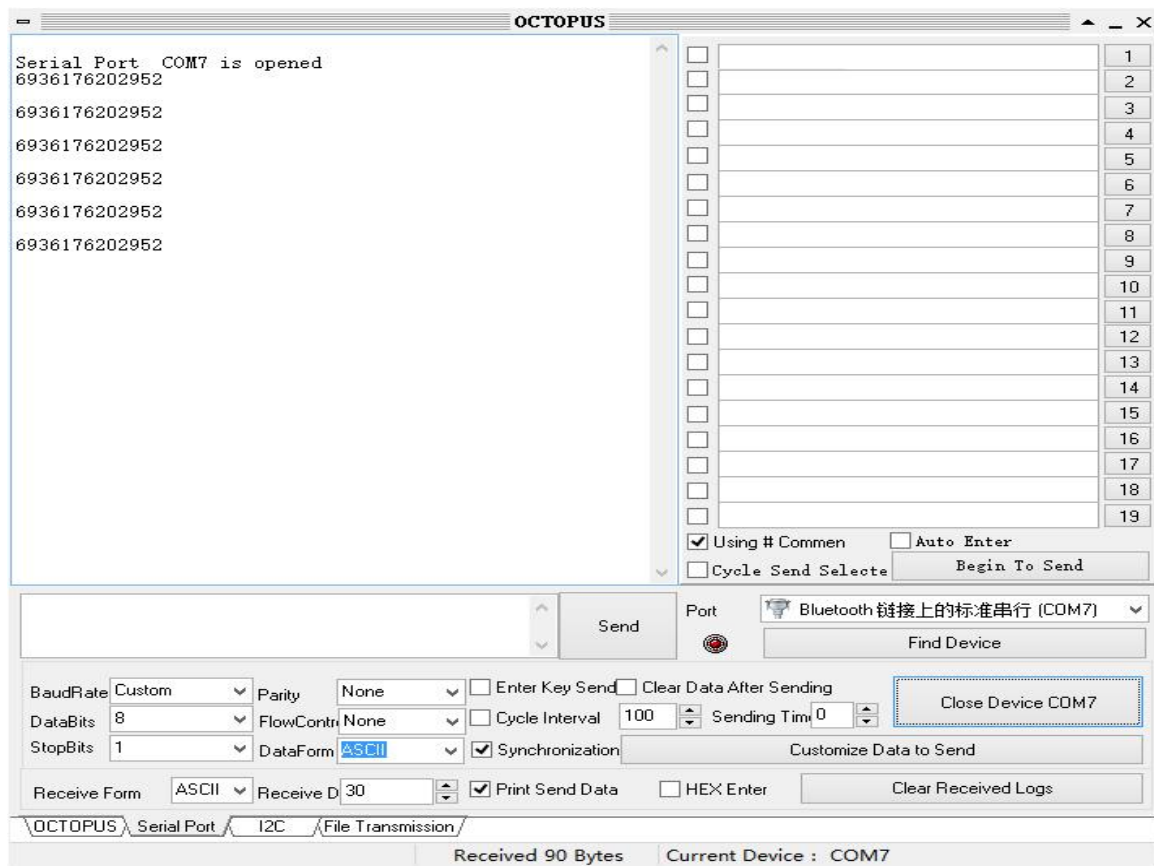 OCTOPUS
Serial Port COM7 is opened
6936176202952
6936176202952
6936176202952
6936176202952
6936176202952
6936176202952
1
2
3
4
5
6
7
8
9
10
11
12
13
14
15
16
17
18
19
Using # Commen Auto Enter
Cycle Send Selecte Begin To Send
Send Port Bluetooth 链接上的标准串行 (COM7)
Find Device
BaudRate Custom Parity None Enter Key Send Clear Data After Sending Close Device COM7
DataBits 8 FlowContr None Cycle Interval 100 Sending Tim 0
StopBits 1 DataForm ASCII Synchronization Customize Data to Send
Receive Form ASCII Receive D 30 Print Send Data HEX Enter Clear Received Logs
OCTOPUS Serial Port I2C File Transmission
Received 90 Bytes Current Device : COM7